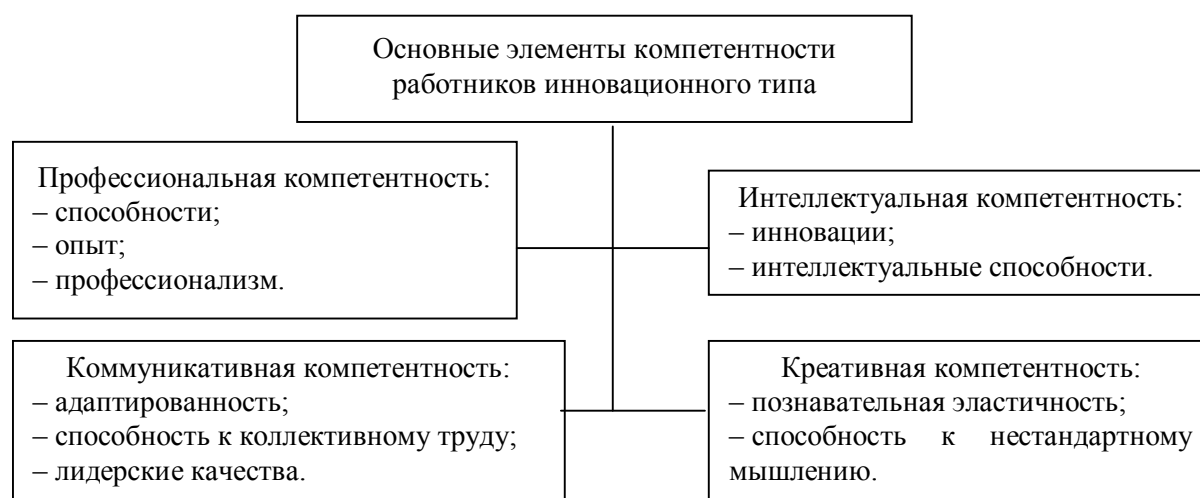 Основные элементы компетентности
работников инновационного типа
Профессиональная компетентность:
– способности;
– опыт;
– профессионализм.
Интеллектуальная компетентность:
– инновации;
– интеллектуальные способности.
Коммуникативная компетентность:
– адаптированность;
– способность к коллективному труду;
– лидерские качества.
Креативная компетентность:
– познавательная эластичность;
– способность к нестандартному
мышлению.